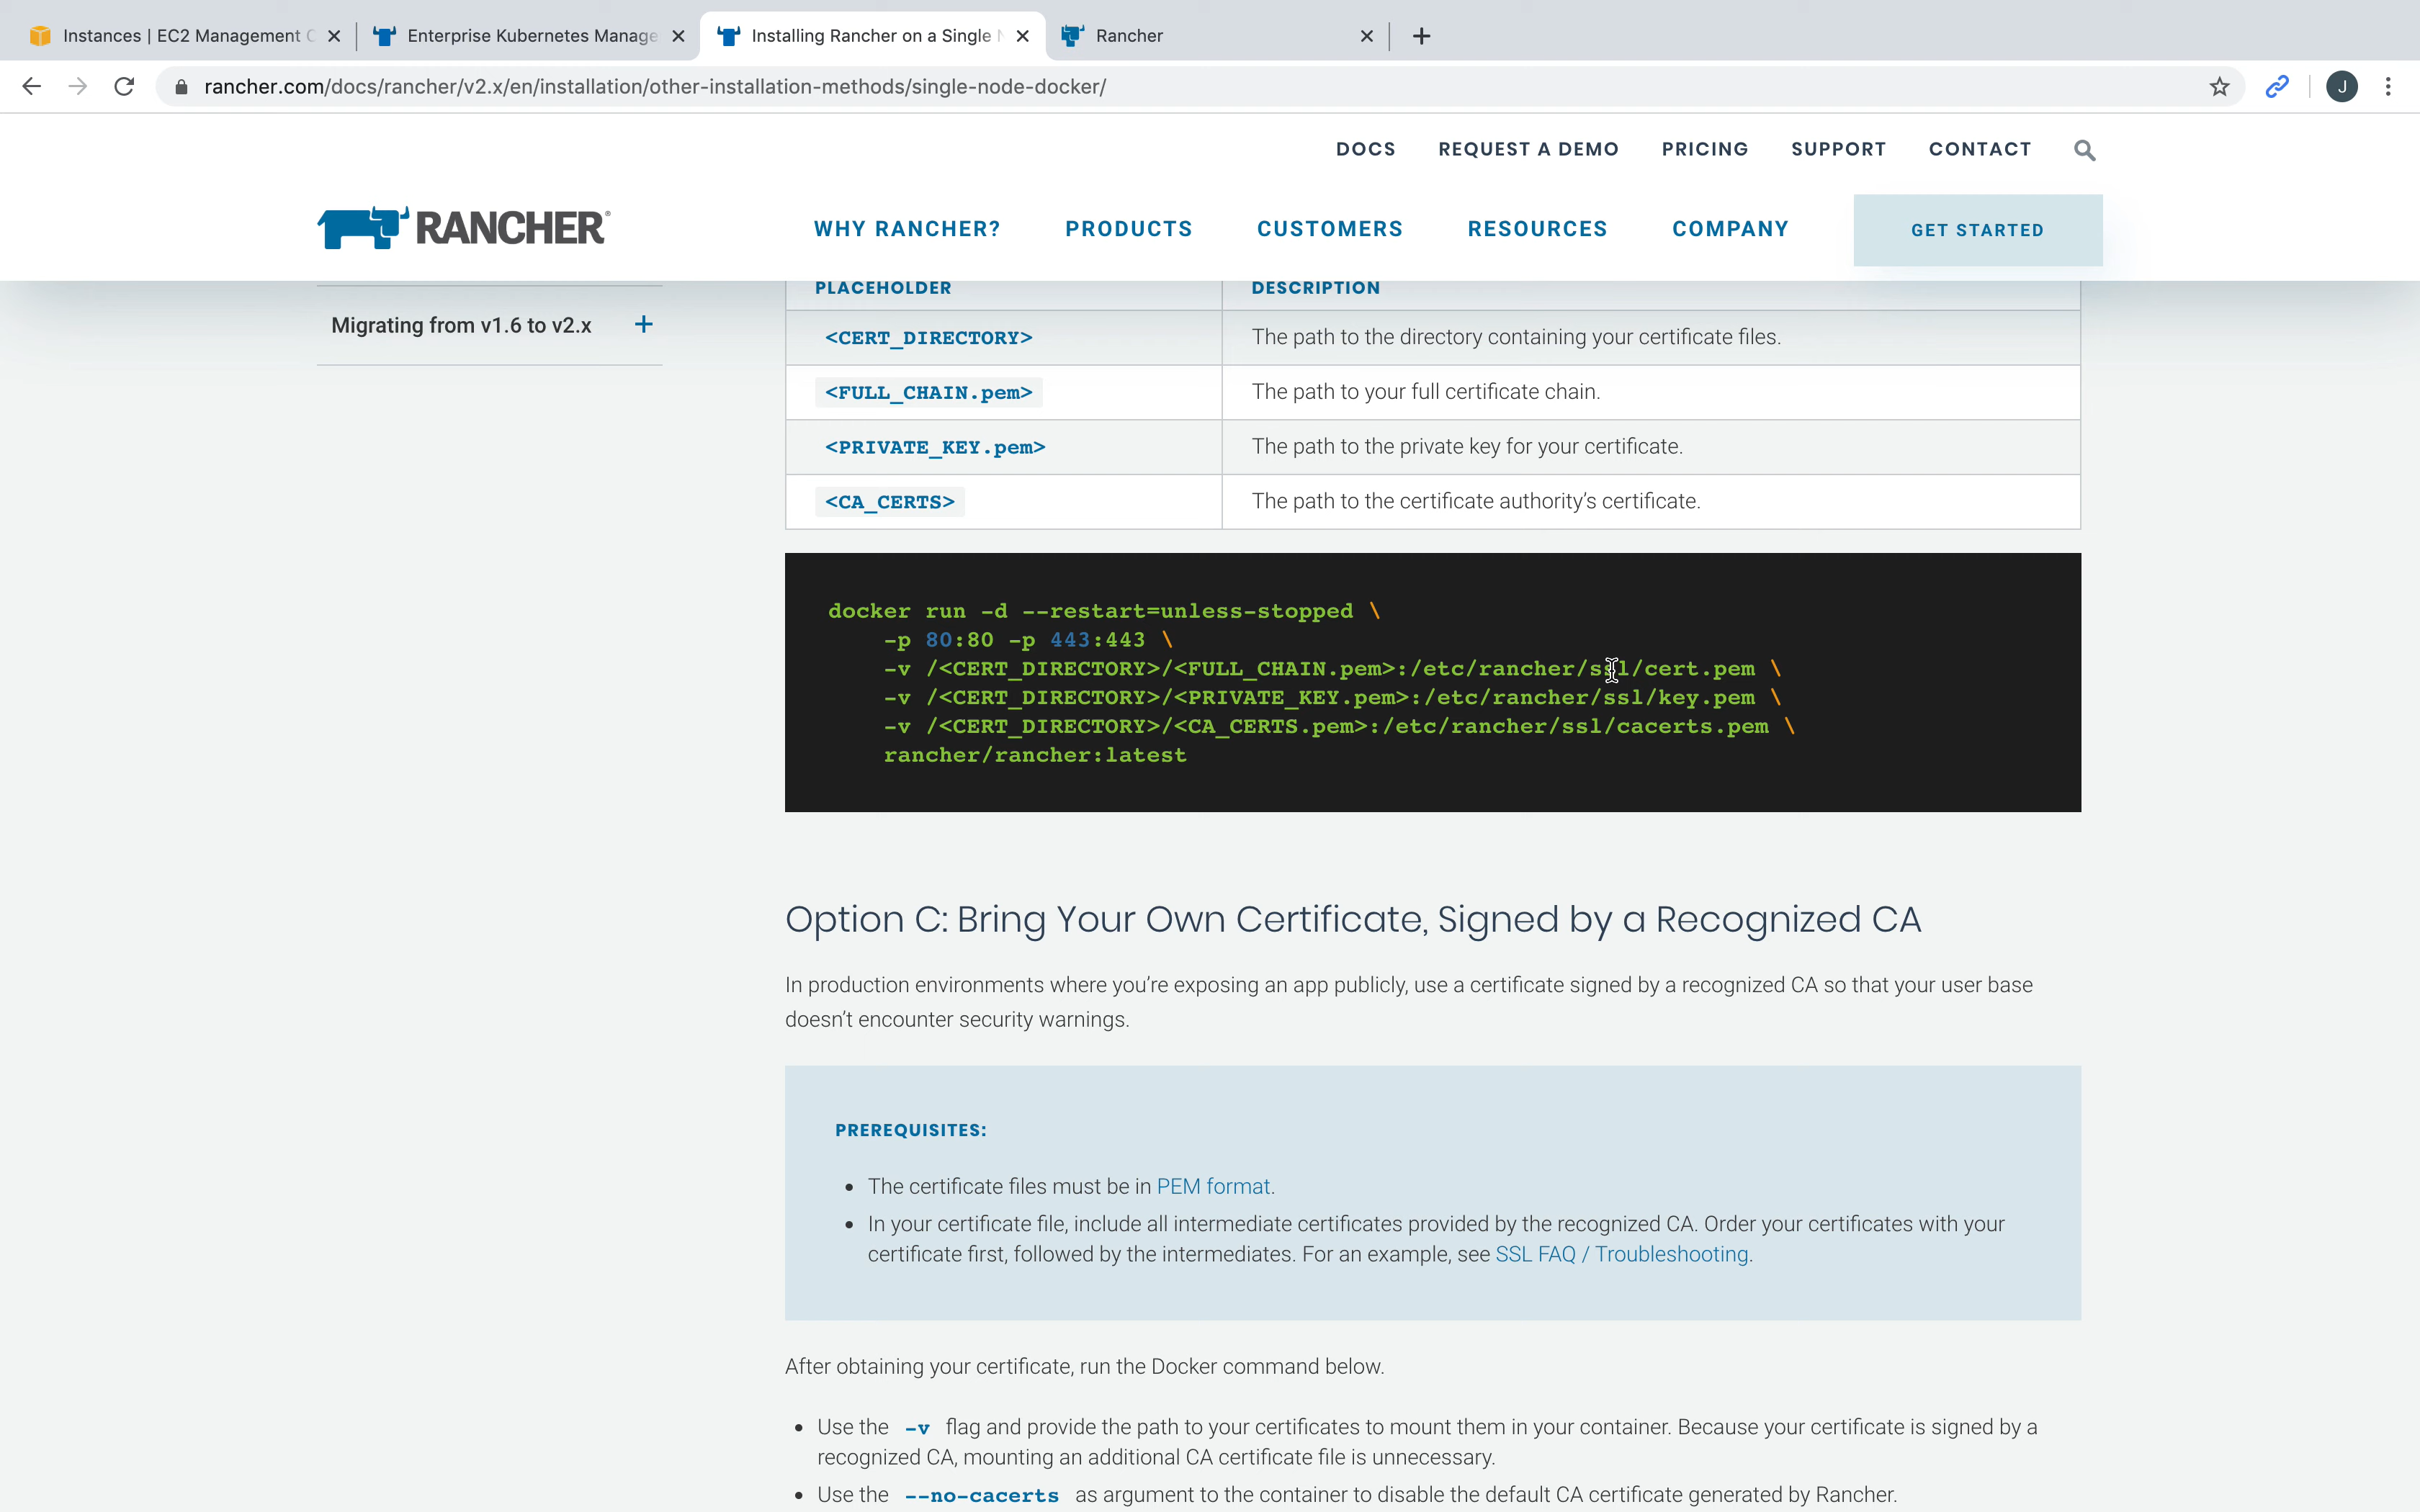 Instances | EC2 Management C
Enterprise Kubernetes Manage
Installing Rancher on a Single N
Rancher
rancher.com/docs/rancher/v2.x/en/installation/other-installation-methods/single-node-docker/
J
DOCS REQUEST A DEMO PRICING SUPPORT CONTACT
RANCHER®
WHY RANCHER? PRODUCTS CUSTOMERS RESOURCES COMPANY GET STARTED
Migrating from v1.6 to v2.x +
PLACEHOLDER DESCRIPTION
<CERT_DIRECTORY> The path to the directory containing your certificate files.
<FULL_CHAIN.pem> The path to your full certificate chain.
<PRIVATE_KEY.pem> The path to the private key for your certificate.
<CA_CERTS> The path to the certificate authority’s certificate.
docker run -d --restart=unless-stopped \
-p 80:80 -p 443:443 \
-v /<CERT_DIRECTORY>/<FULL_CHAIN.pem>:/etc/rancher/ssl/cert.pem \
-v /<CERT_DIRECTORY>/<PRIVATE_KEY.pem>:/etc/rancher/ssl/key.pem \
-v /<CERT_DIRECTORY>/<CA_CERTS.pem>:/etc/rancher/ssl/cacerts.pem \
rancher/rancher:latest
Option C: Bring Your Own Certificate, Signed by a Recognized CA
In production environments where you’re exposing an app publicly, use a certificate signed by a recognized CA so that your user base
doesn’t encounter security warnings.
PREREQUISITES:
• The certificate files must be in PEM format.
• In your certificate file, include all intermediate certificates provided by the recognized CA. Order your certificates with your
certificate first, followed by the intermediates. For an example, see SSL FAQ / Troubleshooting.
After obtaining your certificate, run the Docker command below.
• Use the -v flag and provide the path to your certificates to mount them in your container. Because your certificate is signed by a
recognized CA, mounting an additional CA certificate file is unnecessary.
• Use the --no-cacerts as argument to the container to disable the default CA certificate generated by Rancher.